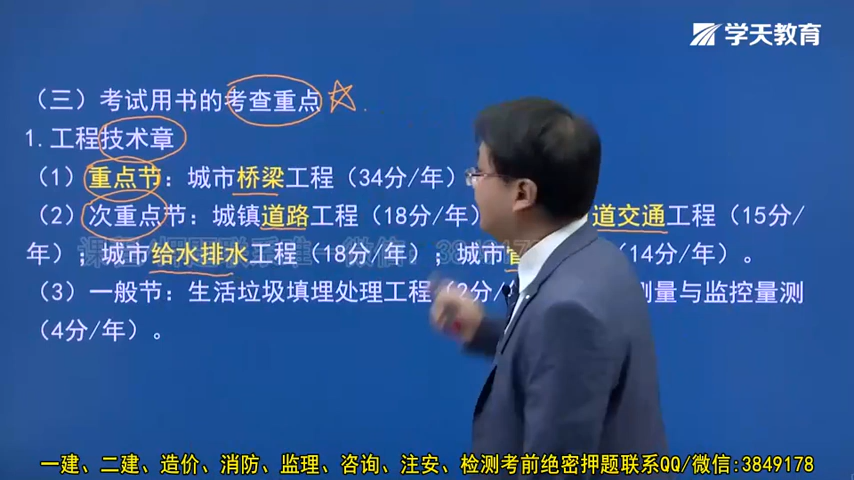 学天教育
（三）考试用书的考查重点
1.工程技术章
（1）重点节：城市桥梁工程（34分/年）
（2）次重点节：城镇道路工程（18分/年） 道交通工程（15分/
年）；城市给水排水工程（18分/年）；城市 （14分/年）。
（3）一般节：生活垃圾填埋处理工程（2分/ 测量与监控量测
（4分/年）。
一建、二建、造价、消防、监理、咨询、注安、检测考前绝密押题联系QQ/微信:3849178